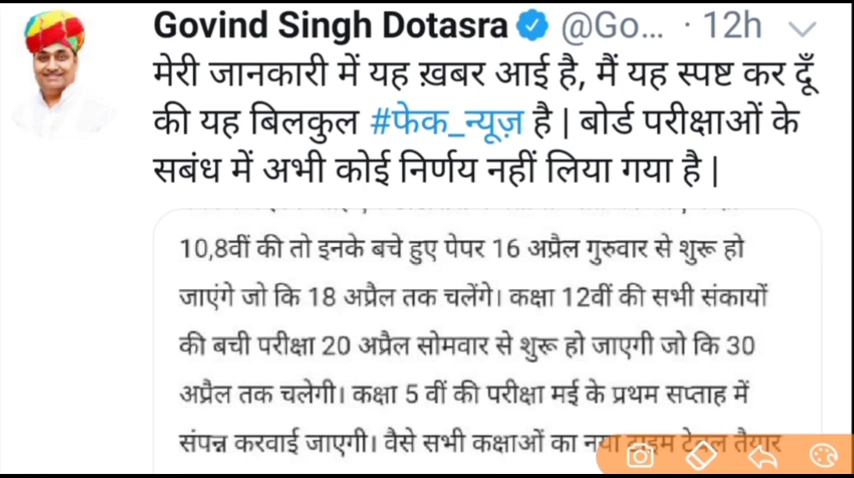 Govind Singh Dotasra @Go... · 12h
मेरी जानकारी में यह ख़बर आई है, मैं यह स्पष्ट कर दूँ
की यह बिलकुल #फेक_न्यूज़ है | बोर्ड परीक्षाओं के
सबंध में अभी कोई निर्णय नहीं लिया गया है |
10,8वीं की तो इनके बचे हुए पेपर 16 अप्रैल गुरुवार से शुरू हो
जाएंगे जो कि 18 अप्रैल तक चलेंगे। कक्षा 12वीं की सभी संकायों
की बची परीक्षा 20 अप्रैल सोमवार से शुरू हो जाएगी जो कि 30
अप्रैल तक चलेगी। कक्षा 5 वीं की परीक्षा मई के प्रथम सप्ताह में
संपन्न करवाई जाएगी। वैसे सभी कक्षाओं का नया टाइम टेबल तैयार